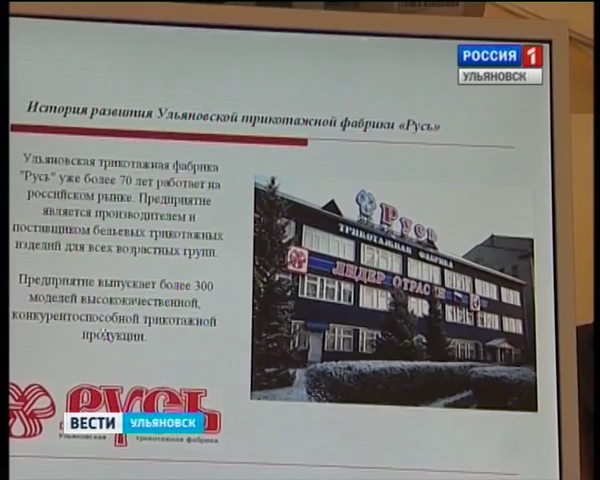 РОССИЯ 1
УЛЬЯНОВСК
История развития Ульяновской трикотажной фабрики «Русь»
Ульяновская трикотажная фабрика
"Русь" уже более 70 лет работает на
российском рынке. Предприятие
является производителем и
поставщиком бельевых трикотажных
изделий для всех возрастных групп.
Предприятие выпускает более 300
моделей высококачественной,
конкурентоспособной трикотажной
продукции.
Русь
ТРИКОТАЖНАЯ ФАБРИКА
ЛИДЕР ОТРАСЛИ
РУСЬ
Ульяновская трикотажная фабрика
ВЕСТИ УЛЬЯНОВСК